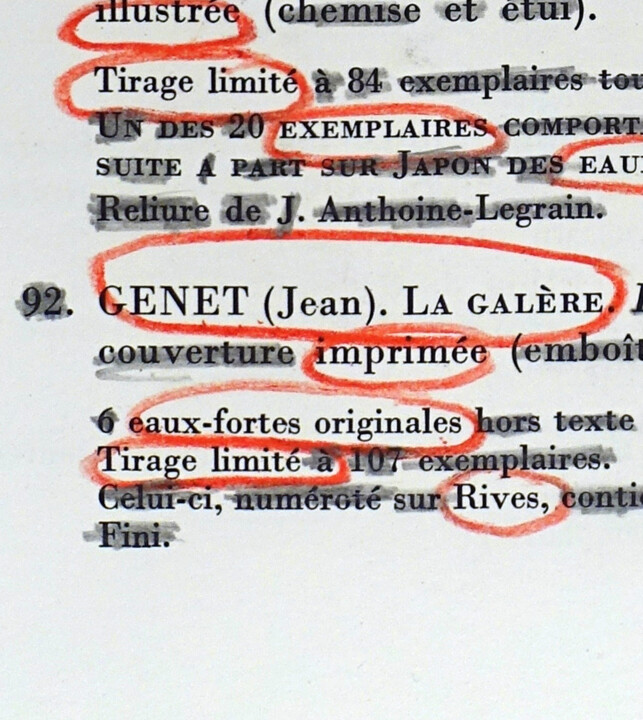 illustrée (chemise et étui).
Tirage limité à 84 exemplaires tou
Un des 20 exemplaires comport
suite a part sur Japon des eau
Reliure de J. Anthoine-Legrain.
92. GENET (Jean). La galère.
couverture imprimée (emboît
6 eaux-fortes originales hors texte
Tirage limité à 107 exemplaires.
Celui-ci, numéroté sur Rives, conti
Fini.